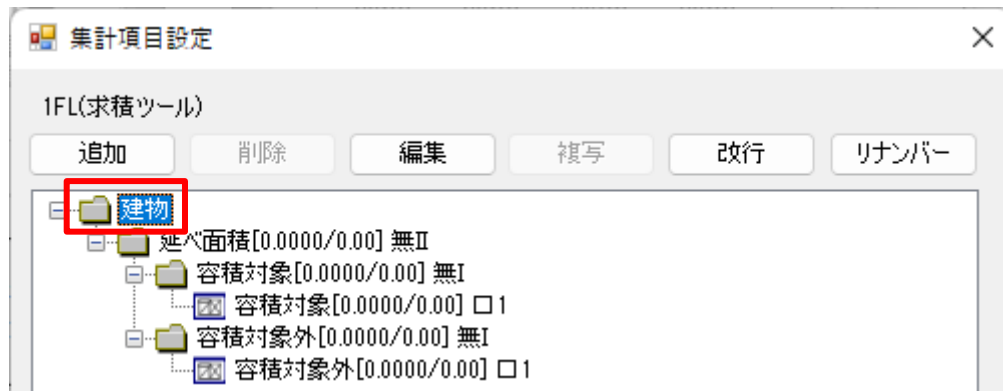 集計項目設定
1FL(求積ツール)
追加 削除 編集 複写 改行 リナンバー
建物
延べ面積[0.0000/0.00] 無II
容積対象[0.0000/0.00] 無I
容積対象[0.0000/0.00] 口1
容積対象外[0.0000/0.00] 無I
容積対象外[0.0000/0.00] 口1